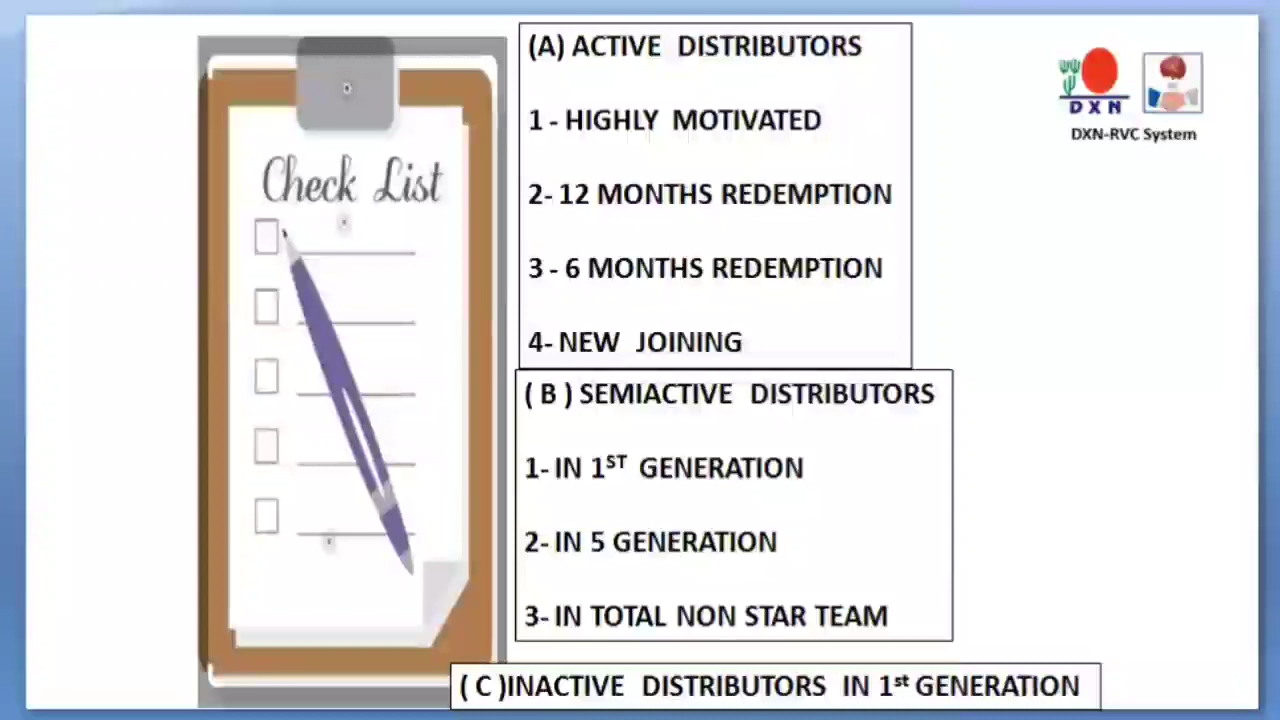 Check List
(A) ACTIVE DISTRIBUTORS
1 - HIGHLY MOTIVATED
2- 12 MONTHS REDEMPTION
3 - 6 MONTHS REDEMPTION
4- NEW JOINING
( B ) SEMIACTIVE DISTRIBUTORS
1- IN 1ST GENERATION
2- IN 5 GENERATION
3- IN TOTAL NON STAR TEAM
( C )INACTIVE DISTRIBUTORS IN 1st GENERATION
DXN
DXN-RVC System